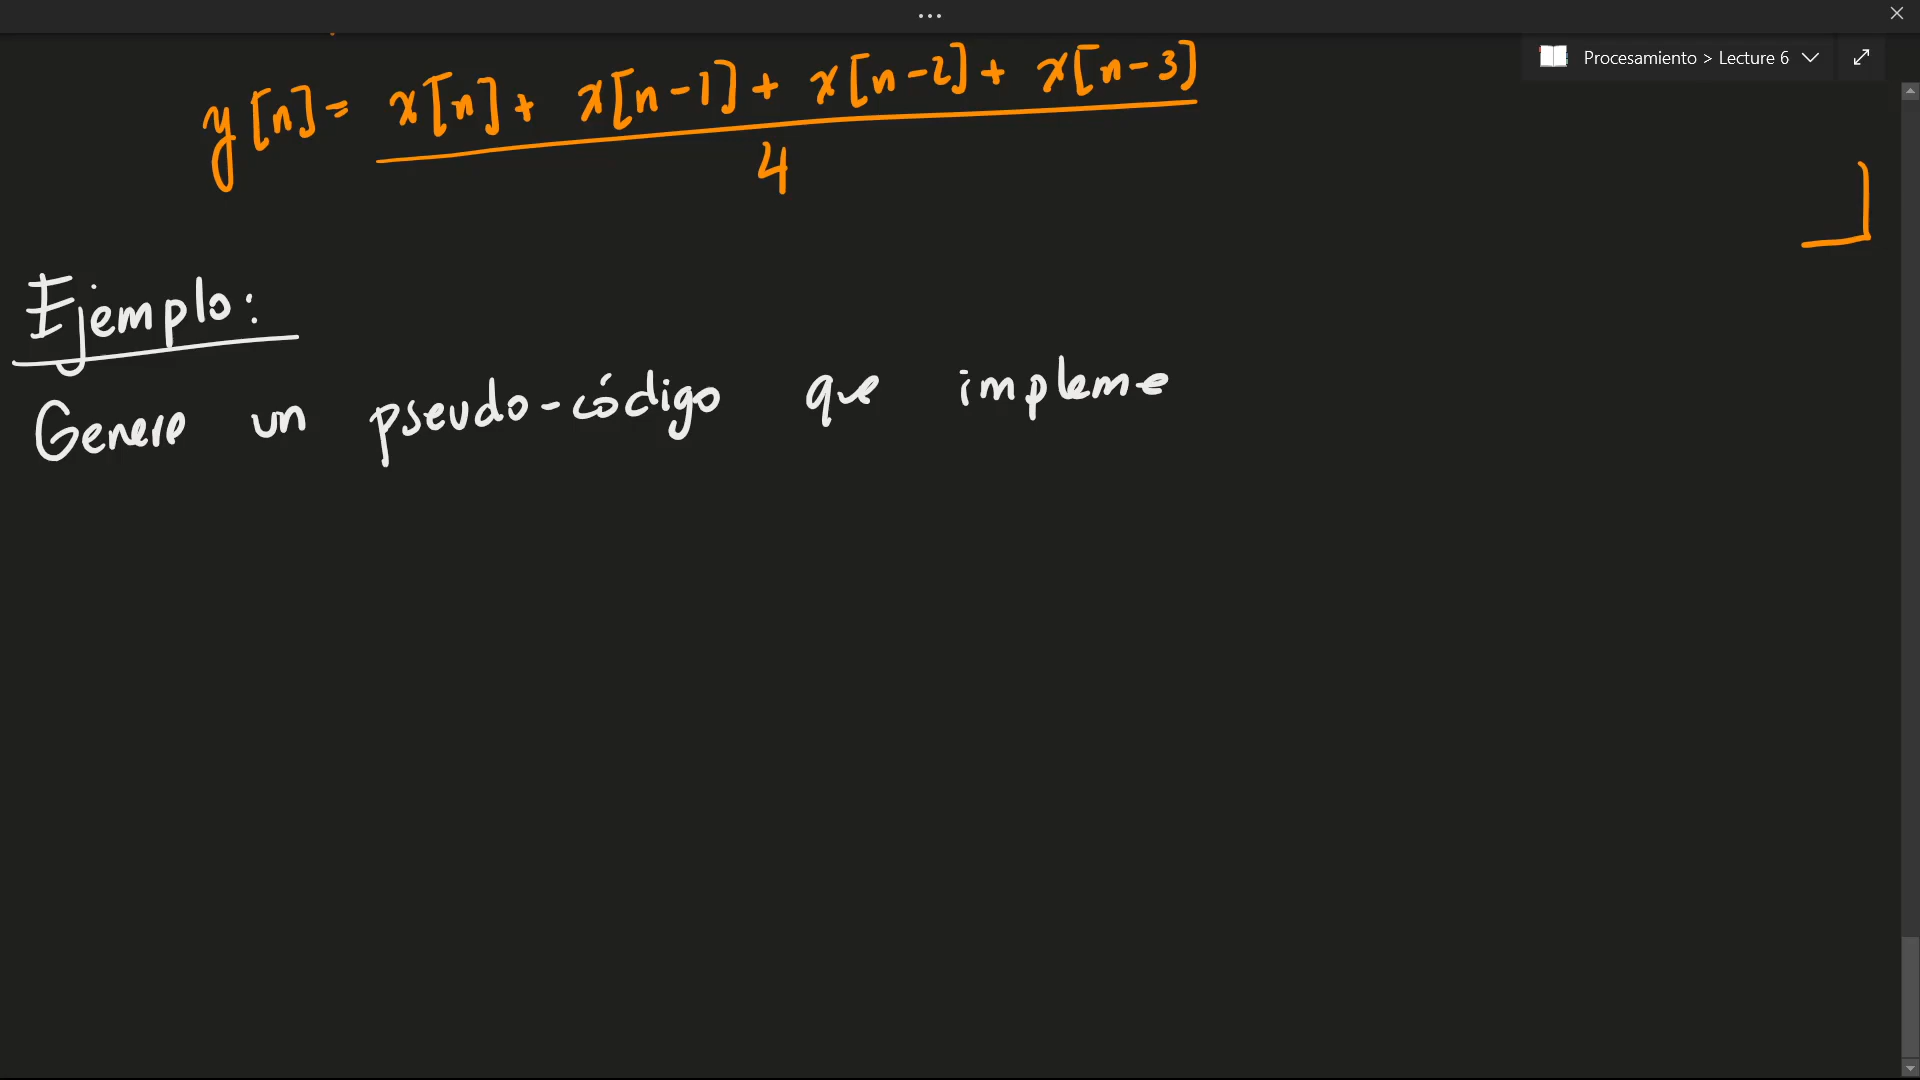 Procesamiento > Lecture 6
y[n] = x[n] + x[n-1] + x[n-2] + x[n-3]
4
Ejemplo:
Genere un pseudo-código que impleme